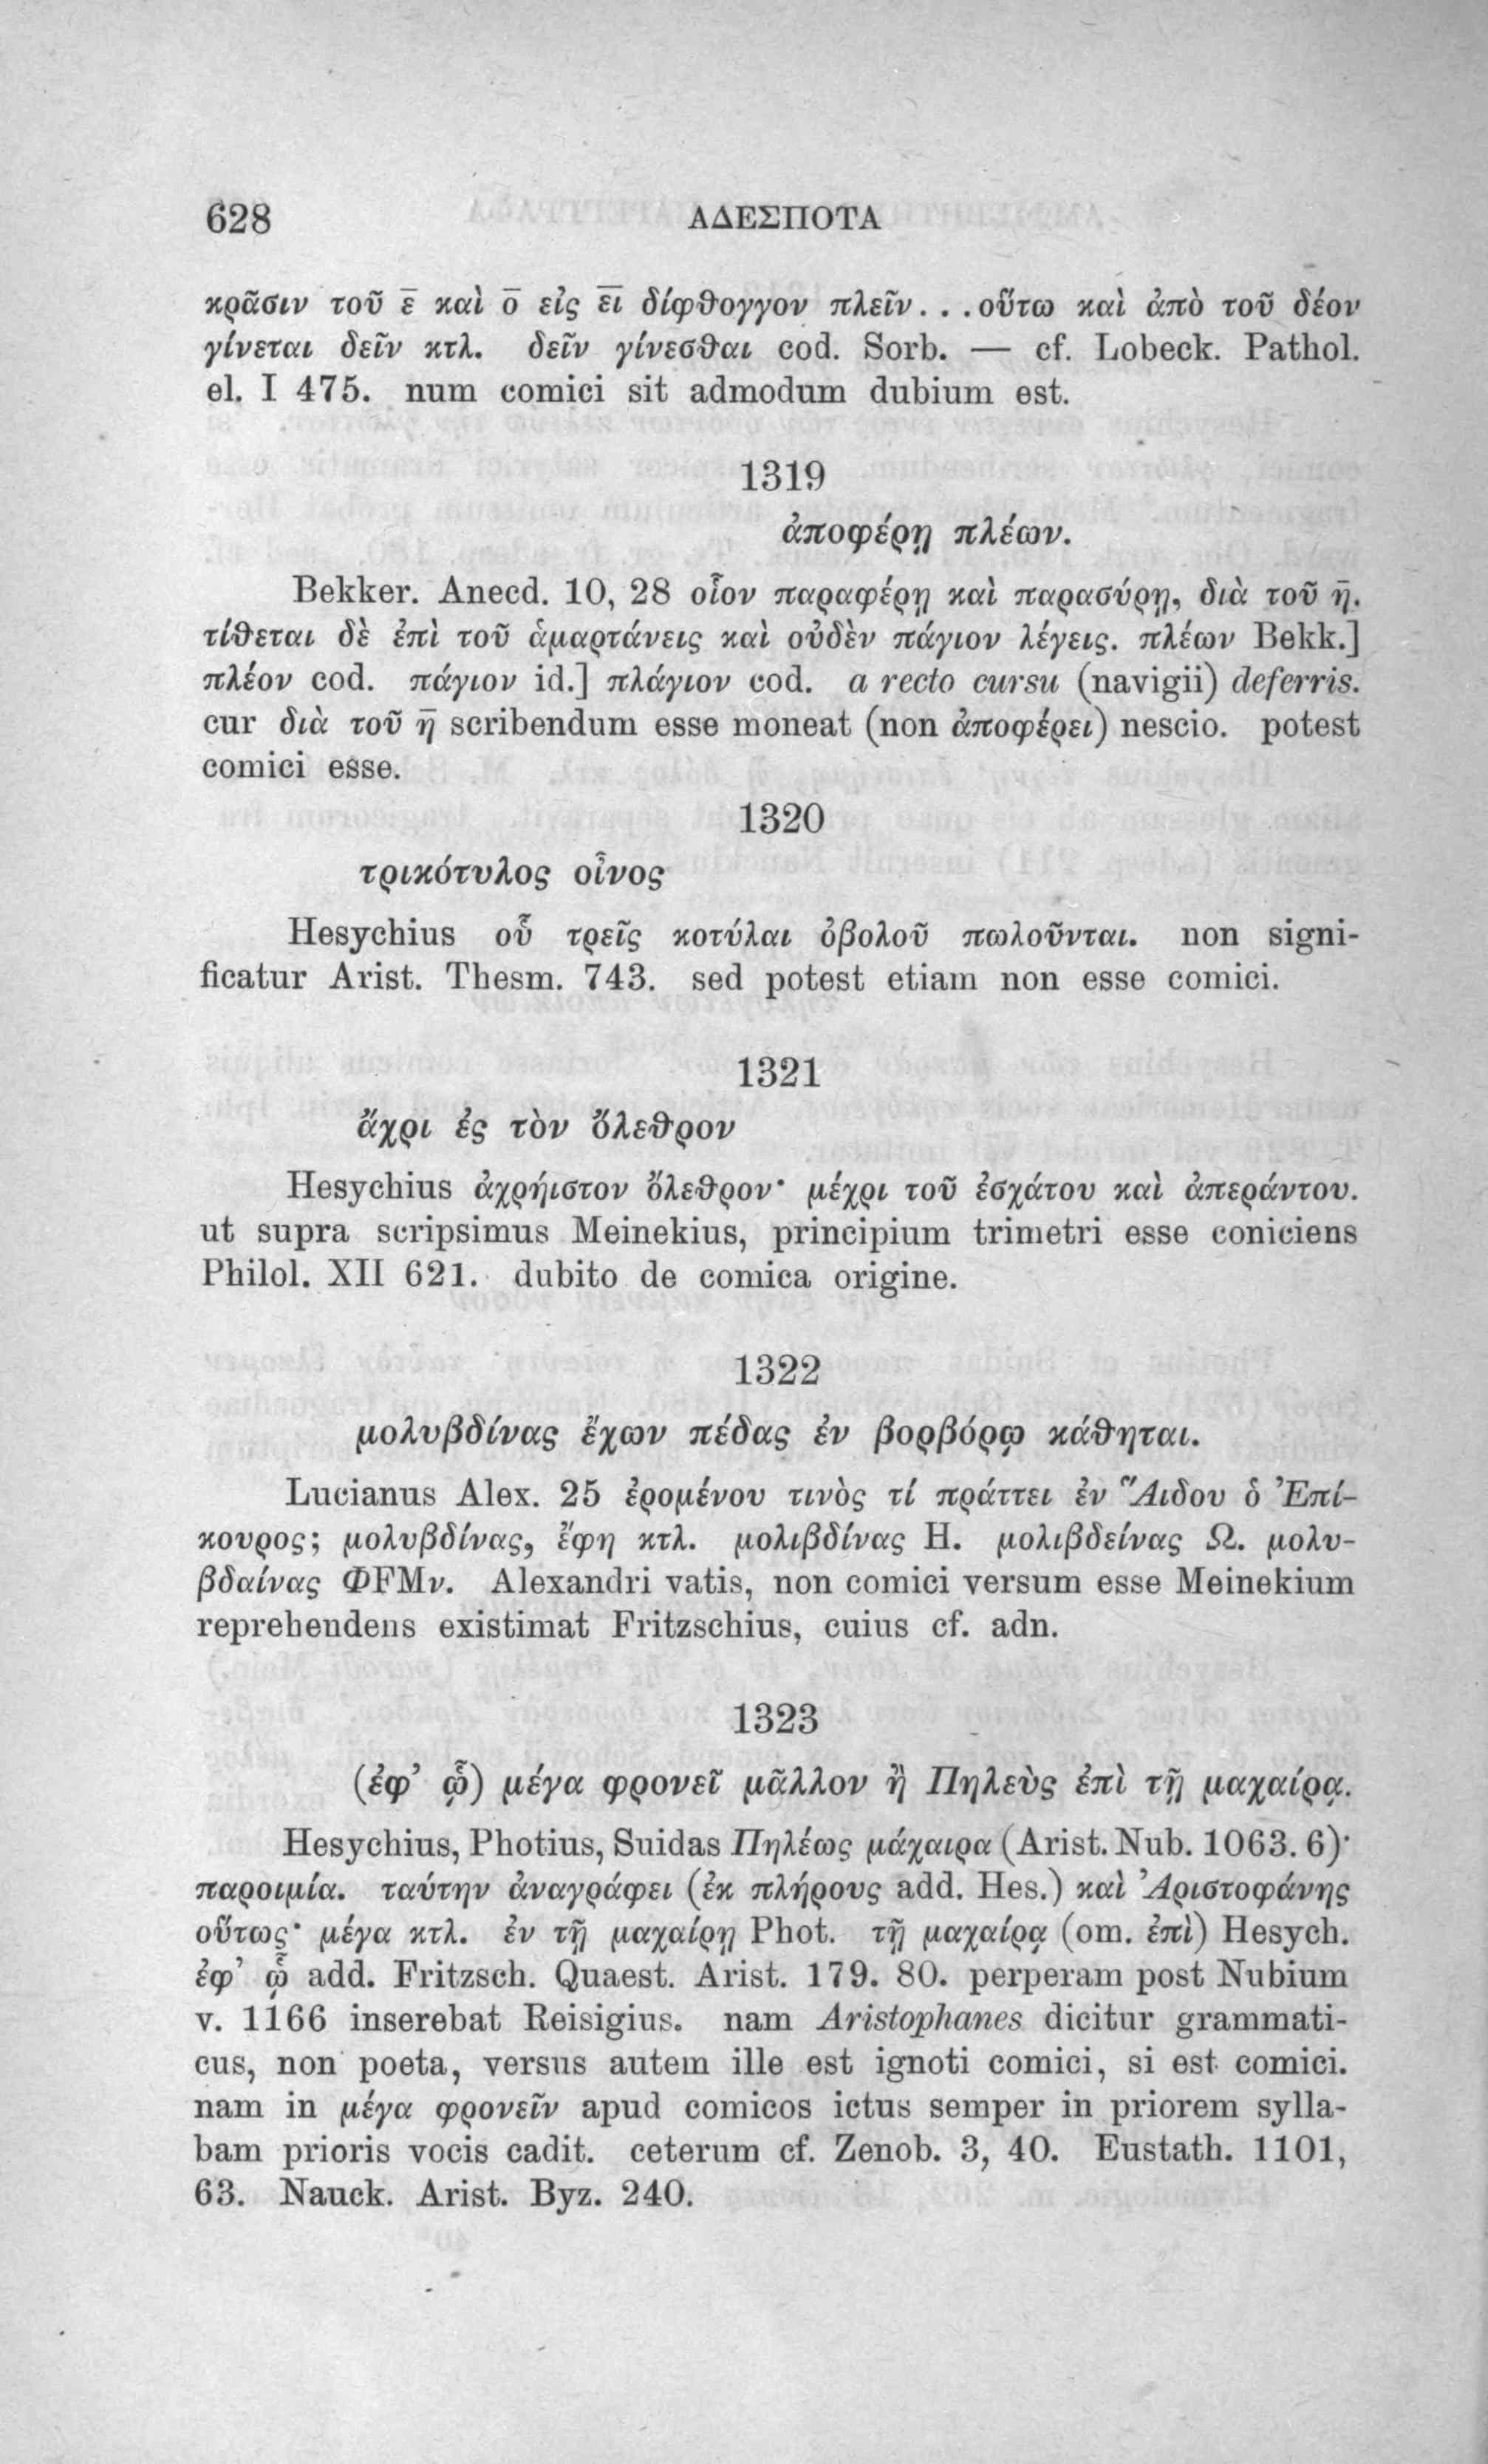 628 ΑΔΕΣΠΟΤΑ
κρᾶσιν τοῦ ε̄ καὶ ο̄ εἰς ε̄ῑ δίφθογγον πλεῖν . . . οὕτω καὶ ἀπὸ τοῦ δέον
γίνεται δεῖν κτλ. δεῖν γίνεσθαι cod. Sorb. — cf. Lobeck. Pathol.
el. I 475. num comici sit admodum dubium est.
1319
ἀποφέρῃ πλέων.
Bekker. Anecd. 10, 28 οἷον παραφέρῃ καὶ παρασύρῃ, διὰ τοῦ η̄.
τίθεται δὲ ἐπὶ τοῦ ἁμαρτάνεις καὶ οὐδὲν πάγιον λέγεις. πλέων Bekk.]
πλέον cod. πάγιον id.] πλάγιον cod. a recto cursu (navigii) deferris.
cur διὰ τοῦ η̄ scribendum esse moneat (non ἀποφέρει) nescio. potest
comici esse.
1320
τρικότυλος οἶνος
Hesychius οὗ τρεῖς κοτύλαι ὀβολοῦ πωλοῦνται. non signi-
ficatur Arist. Thesm. 743. sed potest etiam non esse comici.
1321
ἄχρι ἐς τὸν ὄλεθρον
Hesychius ἀχρήιστον ὄλεθρον· μέχρι τοῦ ἐσχάτου καὶ ἀπεράντου.
ut supra scripsimus Meinekius, principium trimetri esse coniciens
Philol. XII 621. dubito de comica origine.
1322
μολυβδίνας ἔχων πέδας ἐν βορβόρῳ κάθηται.
Lucianus Alex. 25 ἐρομένου τινὸς τί πράττει ἐν Ἅιδου ὁ Ἐπί-
κουρος; μολυβδίνας, ἔφη κτλ. μολιβδίνας H. μολιβδείνας Ω. μολυ-
βδαίνας ΦFMν. Alexandri vatis, non comici versum esse Meinekium
reprehendens existimat Fritzschius, cuius cf. adn.
1323
(ἐφ’ ᾧ) μέγα φρονεῖ μᾶλλον ἢ Πηλεὺς ἐπὶ τῇ μαχαίρᾳ.
Hesychius, Photius, Suidas Πηλέως μάχαιρα (Arist. Nub. 1063. 6)·
παροιμία. ταύτην ἀναγράφει (ἐκ πλήρους add. Hes.) καὶ Ἀριστοφάνης
οὕτως· μέγα κτλ. ἐν τῇ μαχαίρῃ Phot. τῇ μαχαίρᾳ (om. ἐπὶ) Hesych.
ἐφ’ ᾧ add. Fritzsch. Quaest. Arist. 179. 80. perperam post Nubium
v. 1166 inserebat Reisigius. nam Aristophanes dicitur grammati-
cus, non poeta, versus autem ille est ignoti comici, si est comici.
nam in μέγα φρονεῖν apud comicos ictus semper in priorem sylla-
bam prioris vocis cadit. ceterum cf. Zenob. 3, 40. Eustath. 1101,
63. Nauck. Arist. Byz. 240.